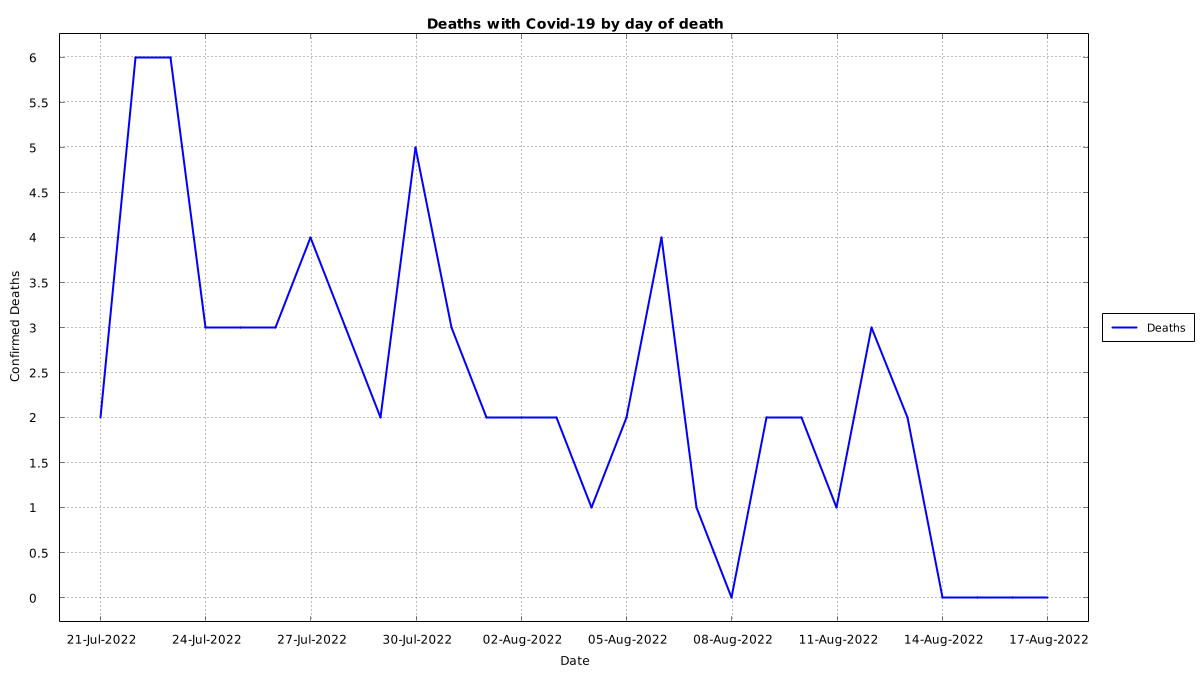 Deaths with Covid-19 by day of death
6
5.5
5
4.5
4
3.5
3
2.5
2
1.5
1
0.5
0
Confirmed Deaths
21-Jul-2022 24-Jul-2022 27-Jul-2022 30-Jul-2022 02-Aug-2022 05-Aug-2022 08-Aug-2022 11-Aug-2022 14-Aug-2022 17-Aug-2022
Date
Deaths